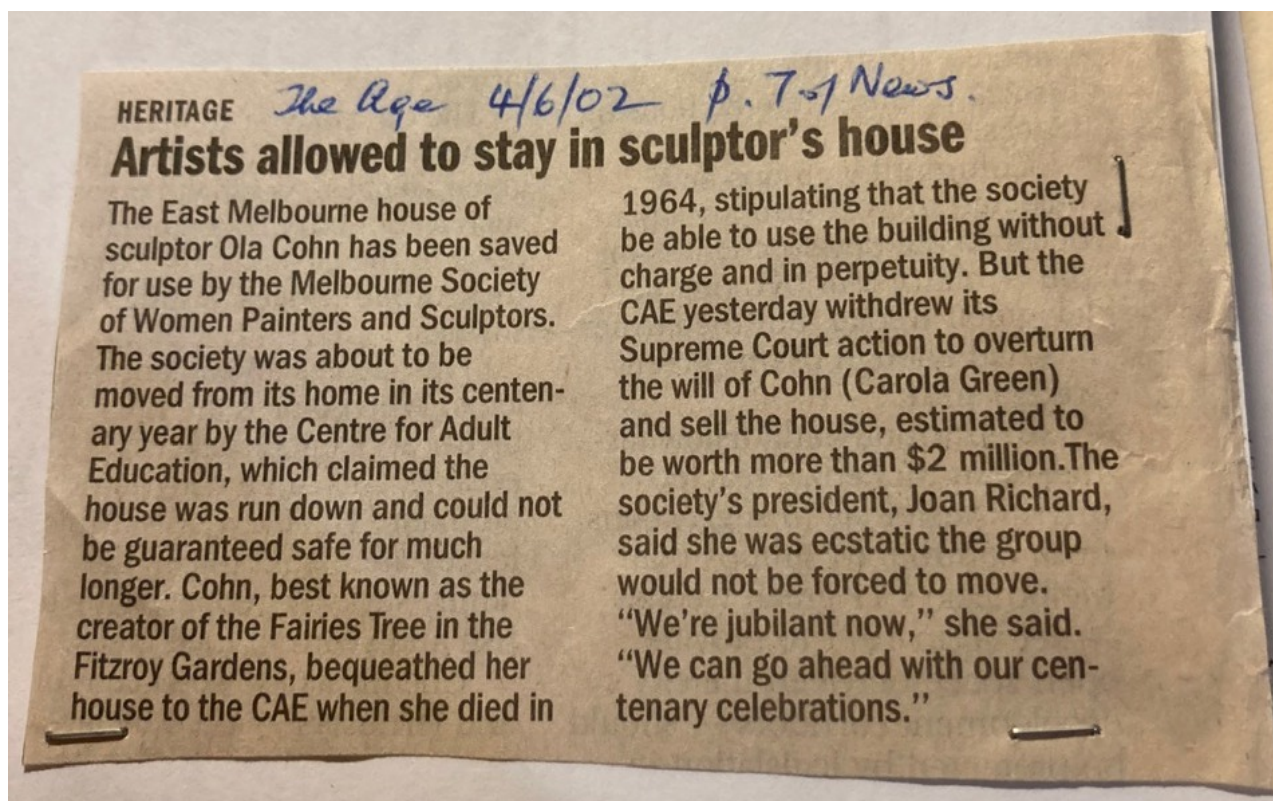 HERITAGE The Age 4/6/02 p. 7 of News.
Artists allowed to stay in sculptor's house
The East Melbourne house of
sculptor Ola Cohn has been saved
for use by the Melbourne Society
of Women Painters and Sculptors.
The society was about to be
moved from its home in its centen-
ary year by the Centre for Adult
Education, which claimed the
house was run down and could not
be guaranteed safe for much
longer. Cohn, best known as the
creator of the Fairies Tree in the
Fitzroy Gardens, bequeathed her
house to the CAE when she died in
1964, stipulating that the society
be able to use the building without
charge and in perpetuity. But the
CAE yesterday withdrew its
Supreme Court action to overturn
the will of Cohn (Carola Green)
and sell the house, estimated to
be worth more than $2 million.The
society's president, Joan Richard,
said she was ecstatic the group
would not be forced to move.
“We're jubilant now,” she said.
“We can go ahead with our cen-
tenary celebrations.”